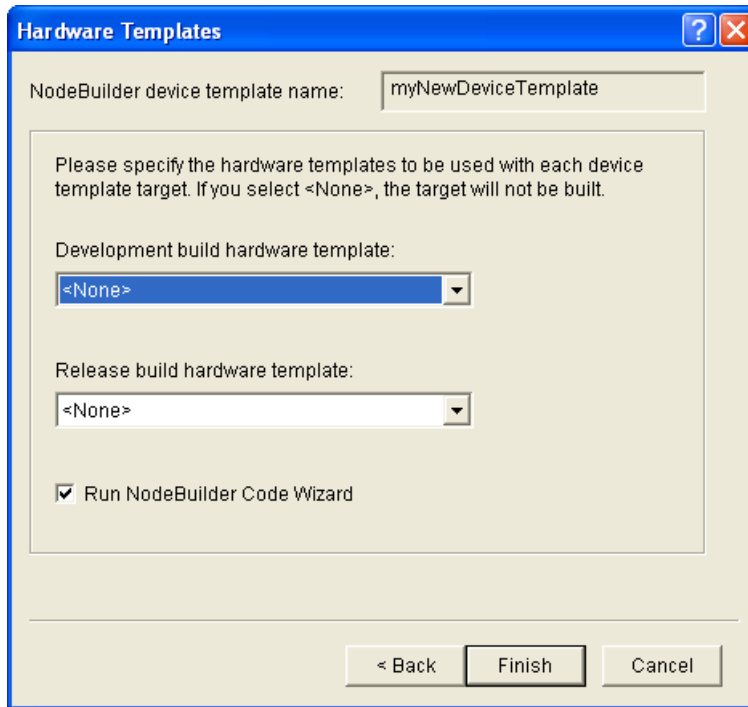 Hardware Templates
NodeBuilder device template name:
myNewDeviceTemplate
Please specify the hardware templates to be used with each device
template target. If you select <None>, the target will not be built.
Development build hardware template:
<None>
Release build hardware template:
<None>
Run NodeBuilder Code Wizard
< Back
Finish
Cancel